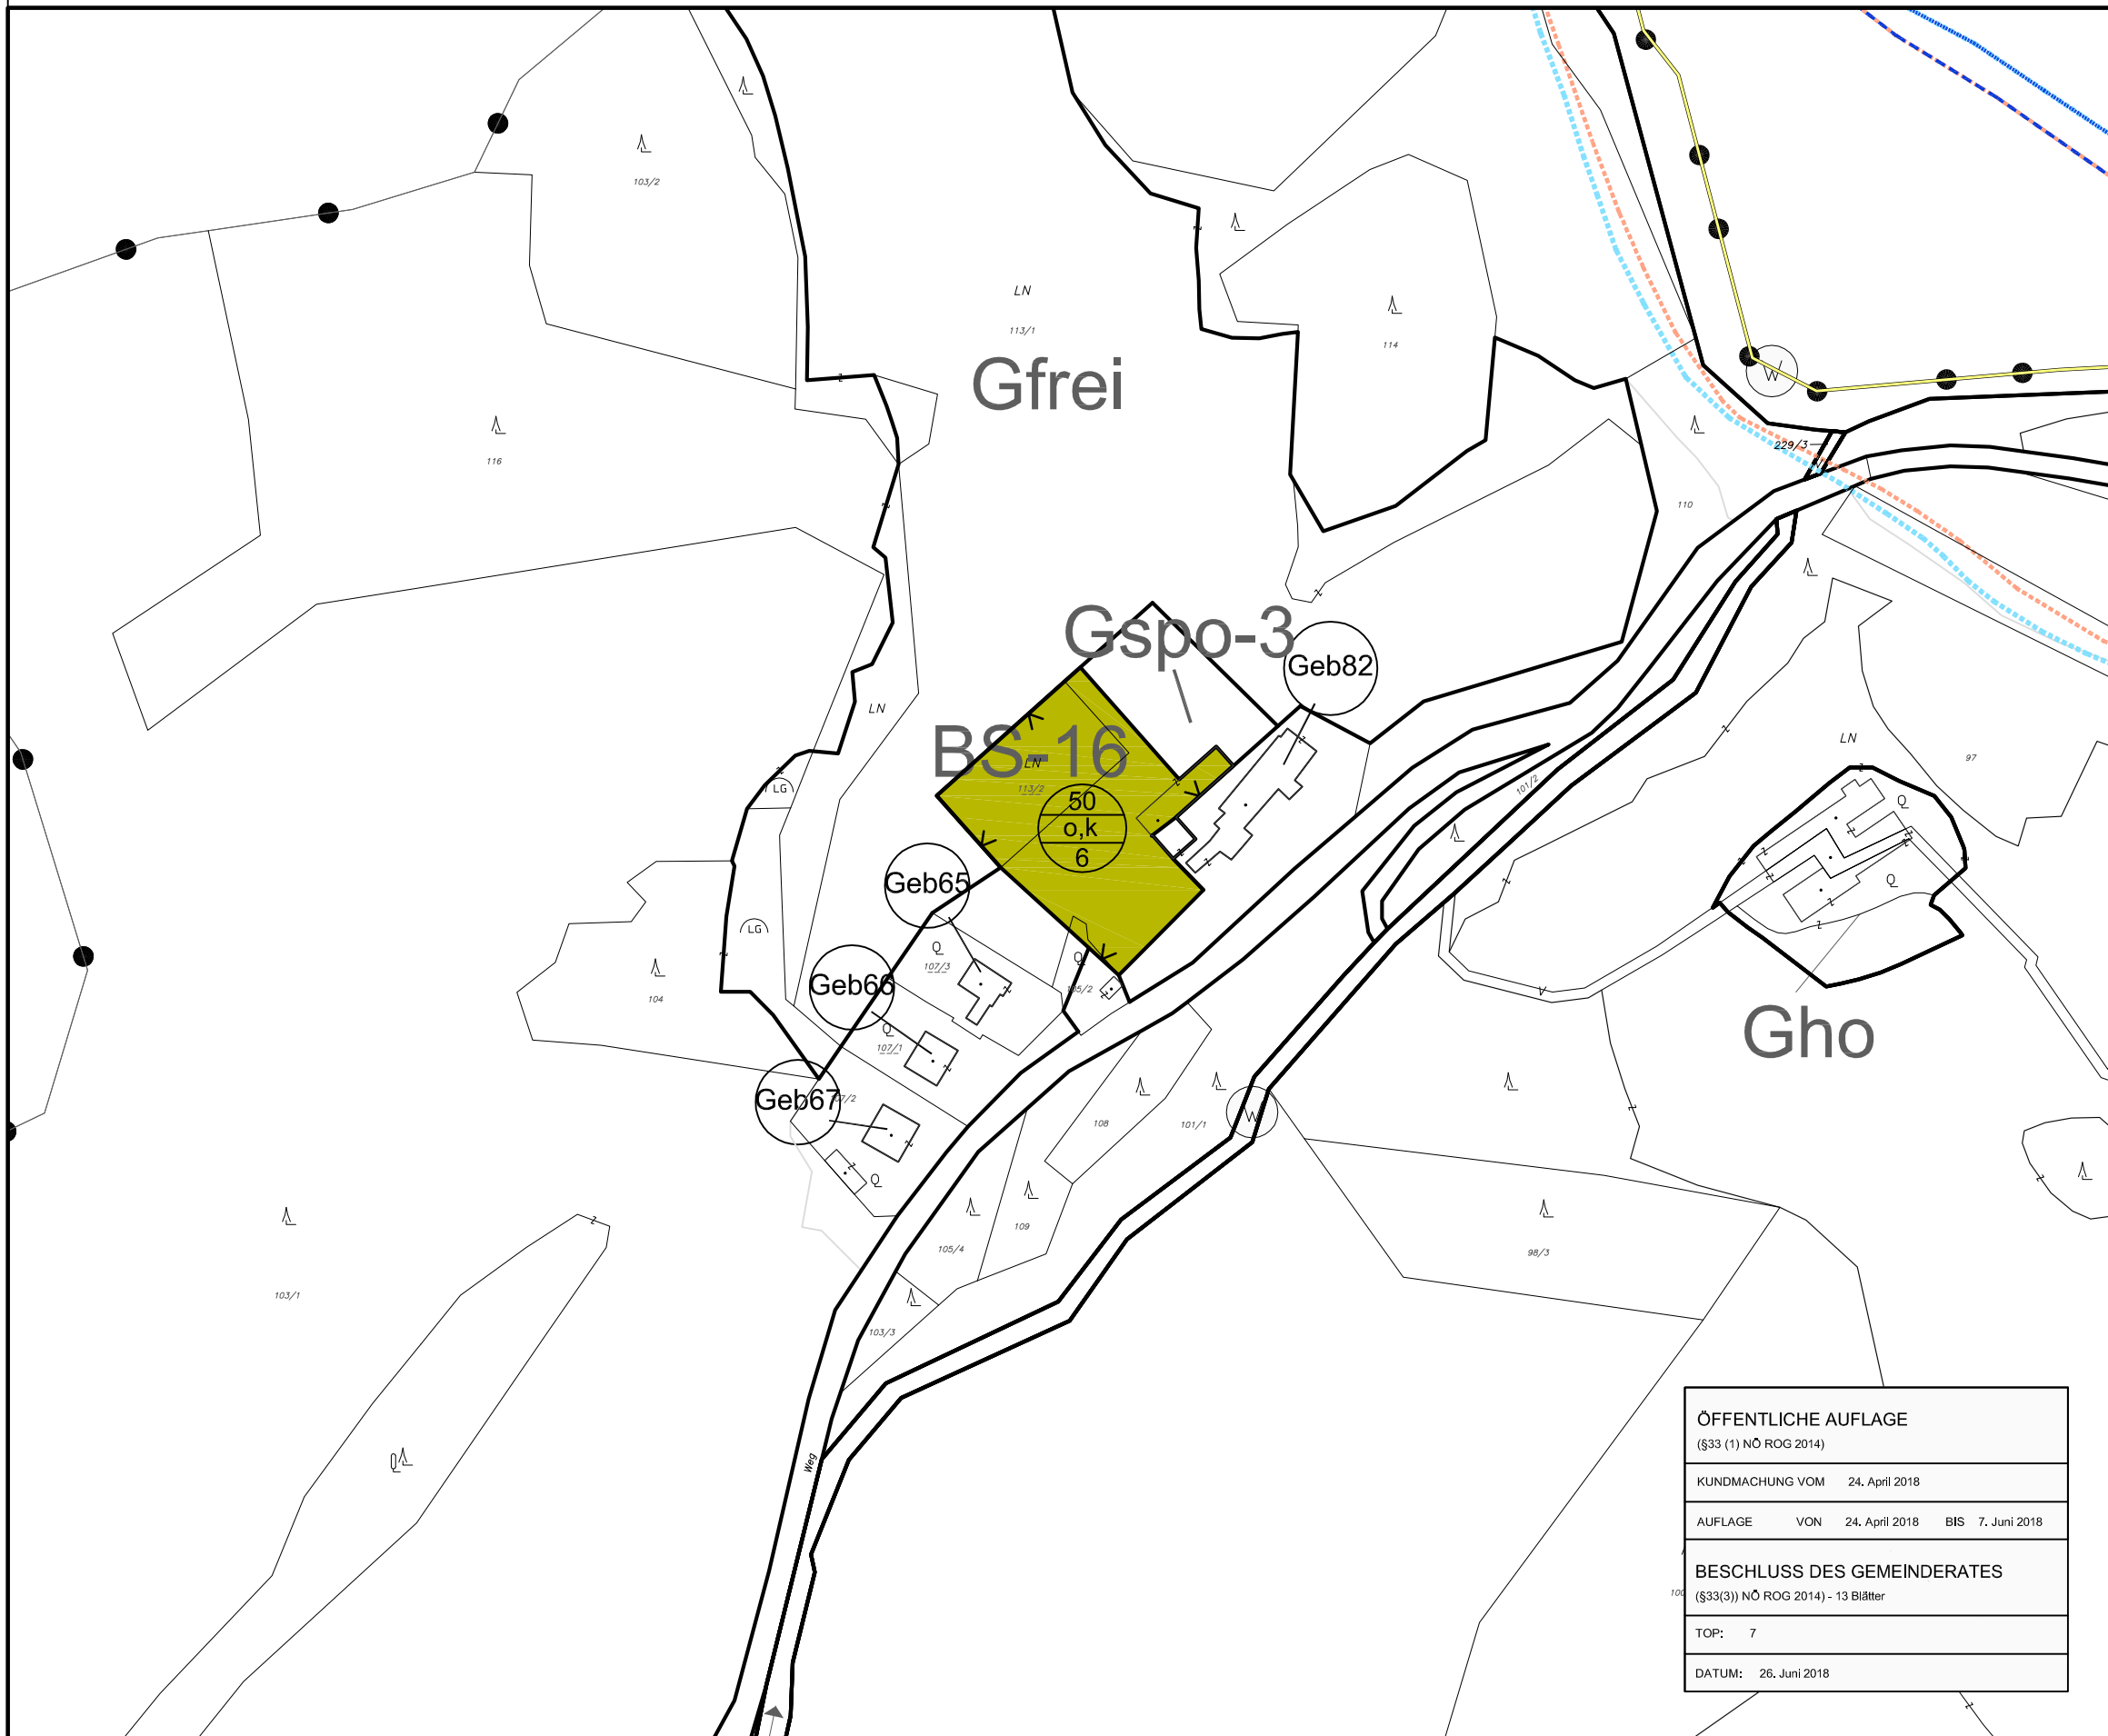 103/2
LN
113/1
Gfrei
114
116
W
229/3
110
Gspo-3
Geb82
LN
BS-16
LN
113/2
50
o,k
6
LN
97
LG
101/2
Geb65
LG
Q
107/3
Q
Q
Q
104
Geb66
Q
107/1
Q
105/2
Gho
Geb67
107/2
Q
108
101/1
W
109
105/4
98/3
103/1
103/3
Q
Weg
ÖFFENTLICHE AUFLAGE
(§33 (1) NÖ ROG 2014)
KUNDMACHUNG VOM 24. April 2018
AUFLAGE VON 24. April 2018 BIS 7. Juni 2018
BESCHLUSS DES GEMEINDERATES
(§33(3)) NÖ ROG 2014) - 13 Blätter
TOP: 7
DATUM: 26. Juni 2018